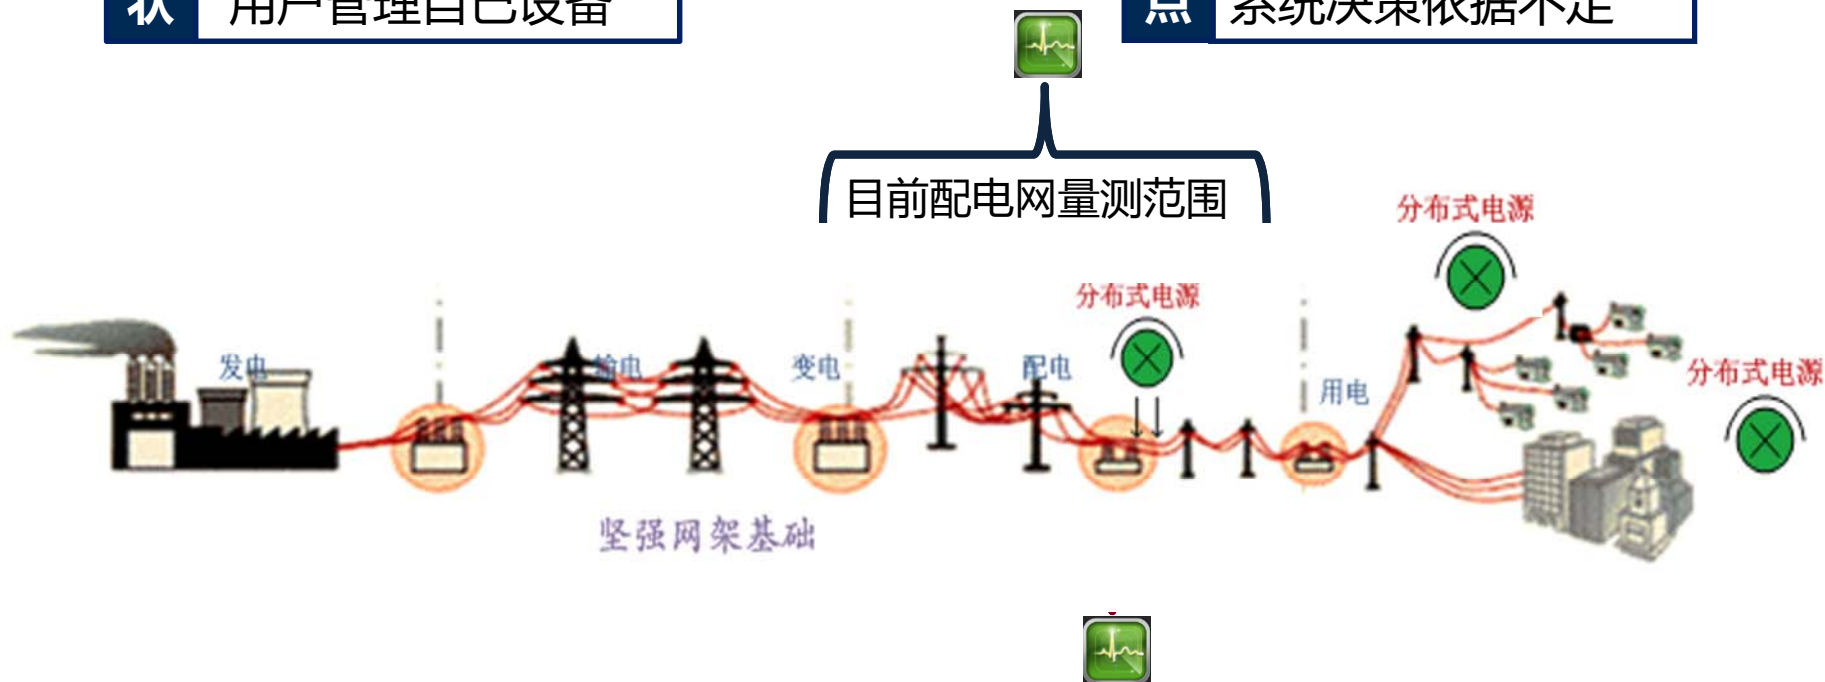 状 用户管理自己设备
点 系统决策依据不足
目前配电网量测范围
分布式电源
分布式电源
发电
输电
变电
配电
用电
分布式电源
坚强网架基础